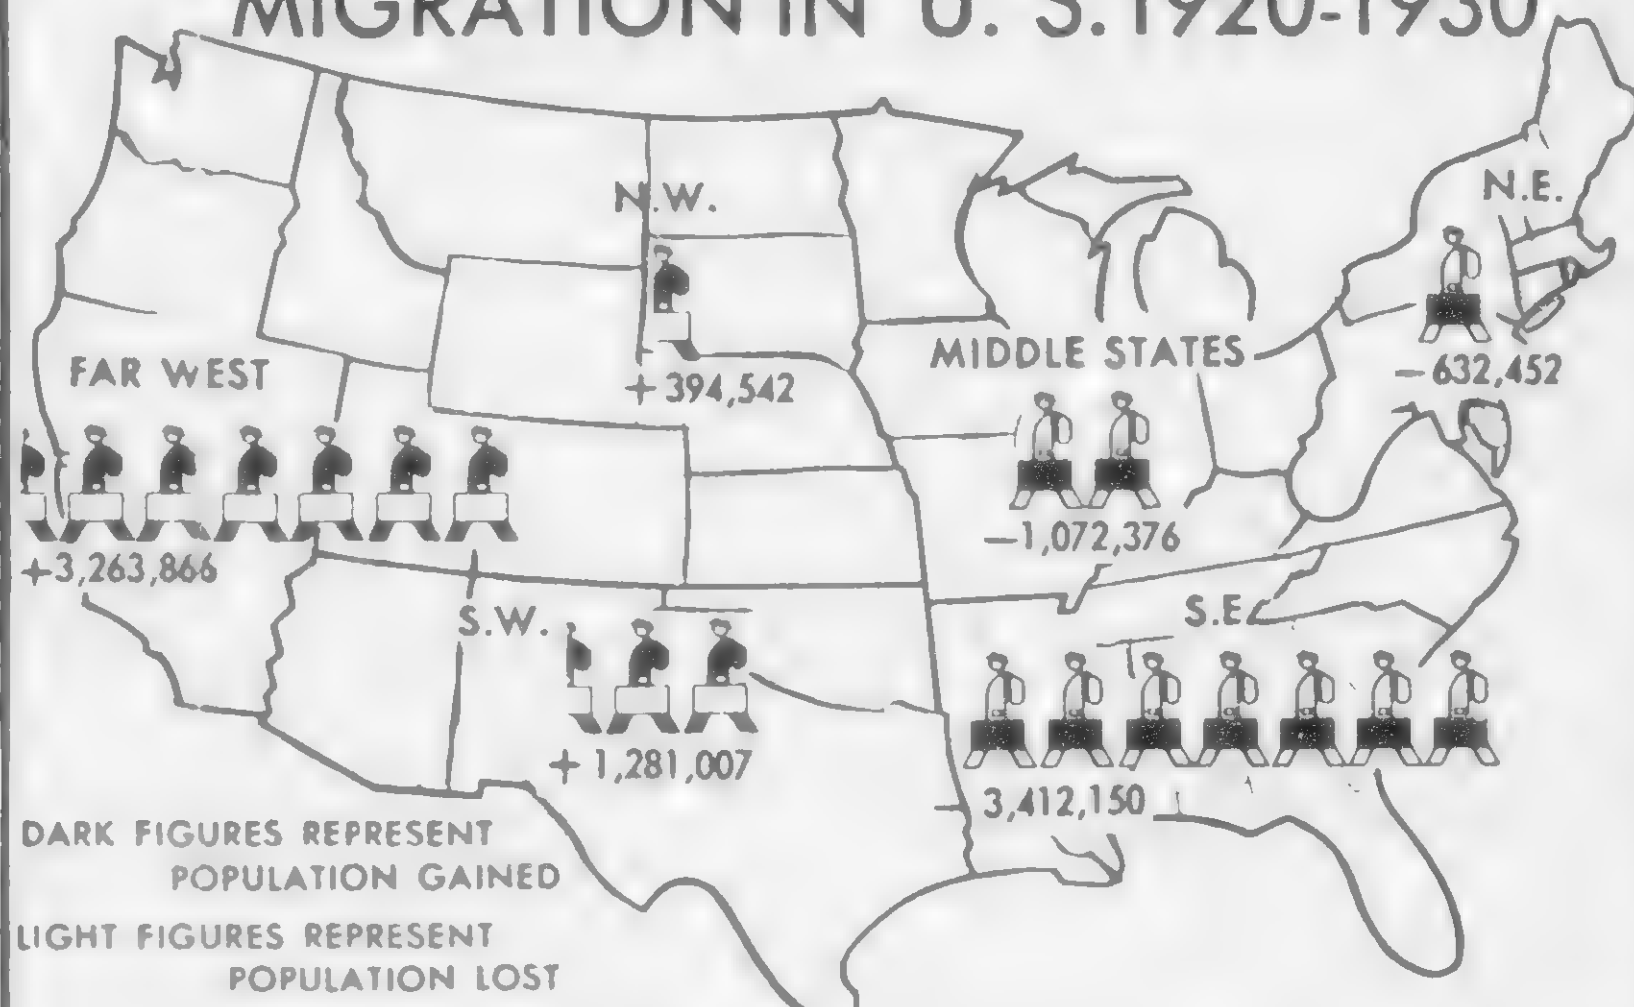 MIGRATION IN U. S. 1920-1930
N.W.
N.E.
+ 394,542
FAR WEST
MIDDLE STATES
- 632,452
+3,263,866
-1,072,376
S.W.
S.E.
+ 1,281,007
- 3,412,150
DARK FIGURES REPRESENT
POPULATION GAINED
LIGHT FIGURES REPRESENT
POPULATION LOST